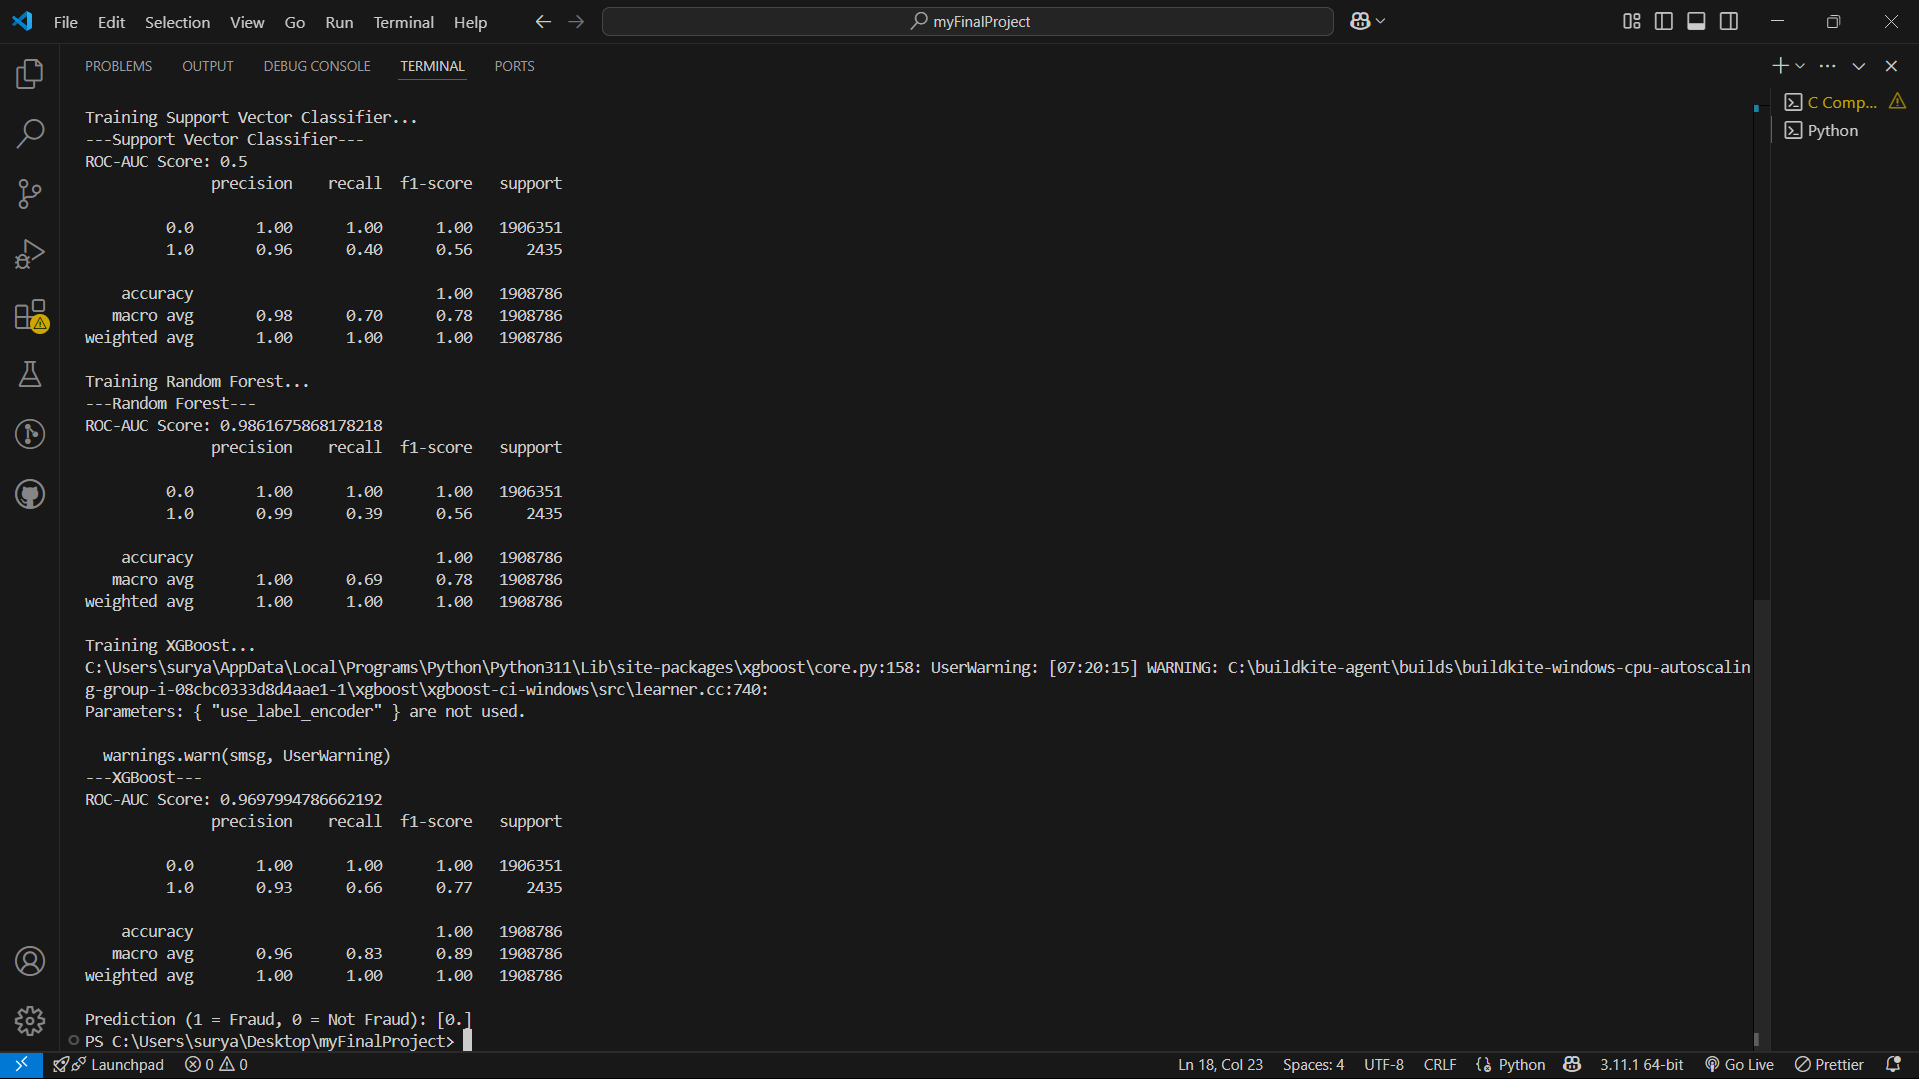 File Edit Selection View Go Run Terminal Help
myFinalProject
PROBLEMS OUTPUT DEBUG CONSOLE TERMINAL PORTS
C Comp...
Python
Training Support Vector Classifier...
---Support Vector Classifier---
ROC-AUC Score: 0.5
precision recall f1-score support
0.0 1.00 1.00 1.00 1906351
1.0 0.96 0.40 0.56 2435
accuracy 1.00 1908786
macro avg 0.98 0.70 0.78 1908786
weighted avg 1.00 1.00 1.00 1908786
Training Random Forest...
---Random Forest---
ROC-AUC Score: 0.9861675868178218
precision recall f1-score support
0.0 1.00 1.00 1.00 1906351
1.0 0.99 0.39 0.56 2435
accuracy 1.00 1908786
macro avg 1.00 0.69 0.78 1908786
weighted avg 1.00 1.00 1.00 1908786
Training XGBoost...
C:\Users\surya\AppData\Local\Programs\Python\Python311\Lib\site-packages\xgboost\core.py:158: UserWarning: [07:20:15] WARNING: C:\buildkite-agent\builds\buildkite-windows-cpu-autoscalin
g-group-i-08cbc0333d8d4aae1-1\xgboost\xgboost-ci-windows\src\learner.cc:740:
Parameters: { "use_label_encoder" } are not used.
warnings.warn(smsg, UserWarning)
---XGBoost---
ROC-AUC Score: 0.9697994786662192
precision recall f1-score support
0.0 1.00 1.00 1.00 1906351
1.0 0.93 0.66 0.77 2435
accuracy 1.00 1908786
macro avg 0.96 0.83 0.89 1908786
weighted avg 1.00 1.00 1.00 1908786
Prediction (1 = Fraud, 0 = Not Fraud): [0.]
PS C:\Users\surya\Desktop\myFinalProject>
Launchpad 0 0 Ln 18, Col 23 Spaces: 4 UTF-8 CRLF Python 3.11.1 64-bit Go Live Prettier